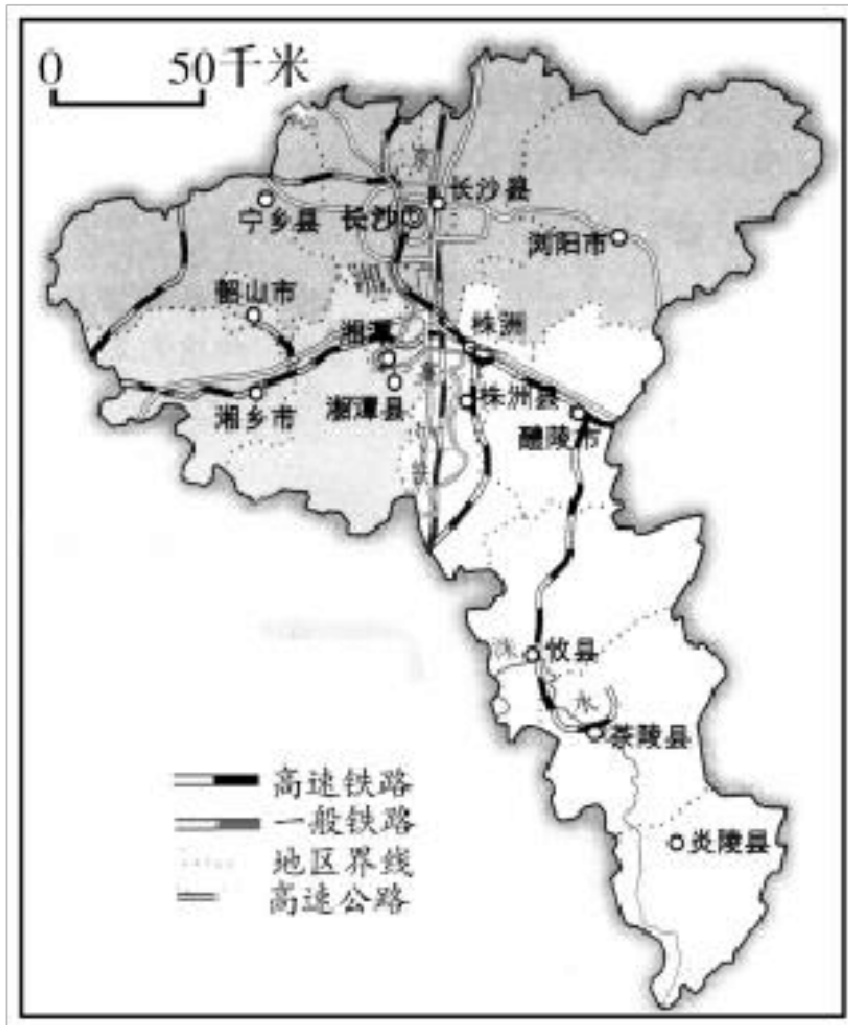 0 50千米
京
长沙县
宁乡县
长沙
浏阳市
韶山市
株洲
湘潭
湘乡市
湘潭县
株洲县
醴陵市
洣
攸县
水
茶陵县
炎陵县
高速铁路
一般铁路
地区界线
高速公路